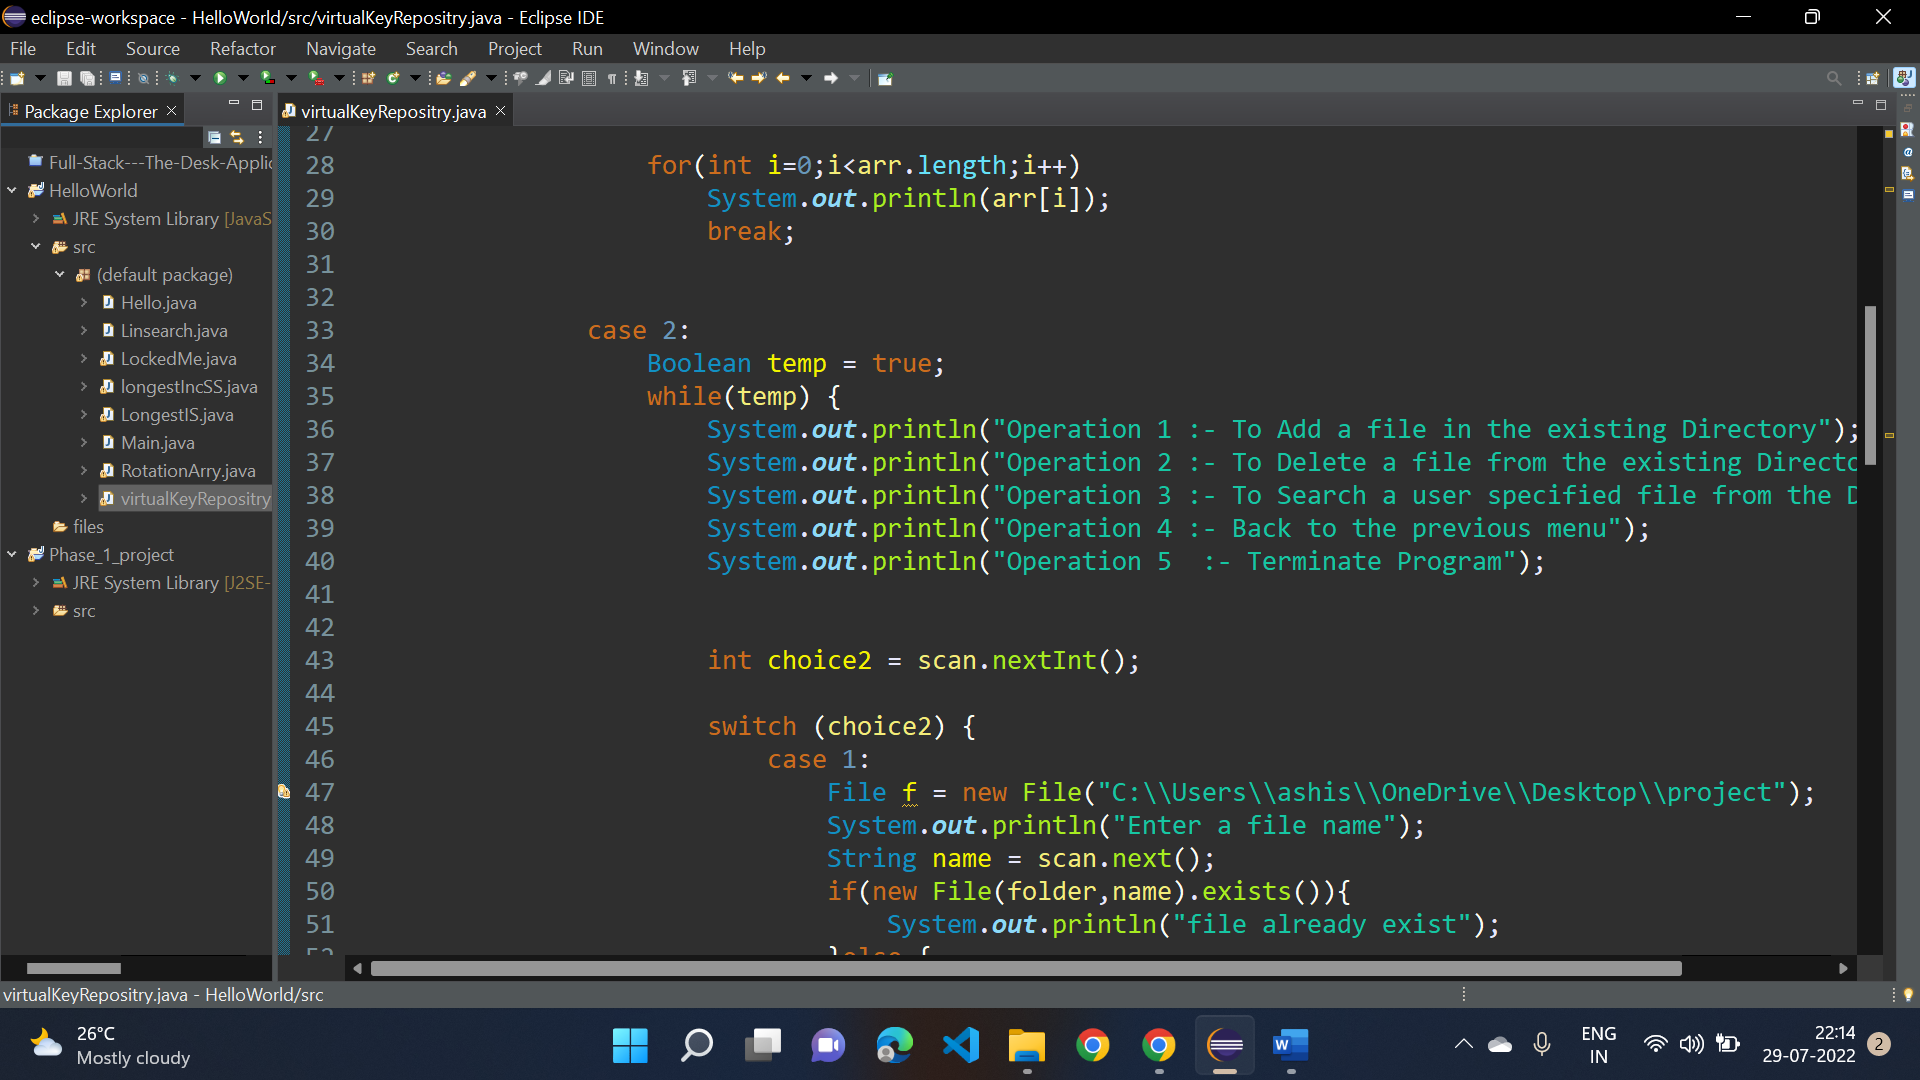 eclipse-workspace - HelloWorld/src/virtualKeyRepositry.java - Eclipse IDE
File Edit Source Refactor Navigate Search Project Run Window Help
Package Explorer
virtualKeyRepositry.java
Full-Stack---The-Desk-Applic
HelloWorld
JRE System Library [JavaS
src
(default package)
Hello.java
Linsearch.java
LockedMe.java
longestIncSS.java
LongestIS.java
Main.java
RotationArry.java
virtualKeyRepositry
files
Phase_1_project
JRE System Library [J2SE-
src
27
28 for(int i=0;i<arr.length;i++)
29 System.out.println(arr[i]);
30 break;
31
32
33 case 2:
34 Boolean temp = true;
35 while(temp) {
36 System.out.println("Operation 1 :- To Add a file in the existing Directory");
37 System.out.println("Operation 2 :- To Delete a file from the existing Directo
38 System.out.println("Operation 3 :- To Search a user specified file from the D
39 System.out.println("Operation 4 :- Back to the previous menu");
40 System.out.println("Operation 5  :- Terminate Program");
41
42
43 int choice2 = scan.nextInt();
44
45 switch (choice2) {
46 case 1:
47 File f = new File("C:\\Users\\ashis\\OneDrive\\Desktop\\project");
48 System.out.println("Enter a file name");
49 String name = scan.next();
50 if(new File(folder,name).exists()){
51 System.out.println("file already exist");
52 }else {
virtualKeyRepositry.java - HelloWorld/src
26°C
Mostly cloudy
ENG
IN
22:14
29-07-2022
2